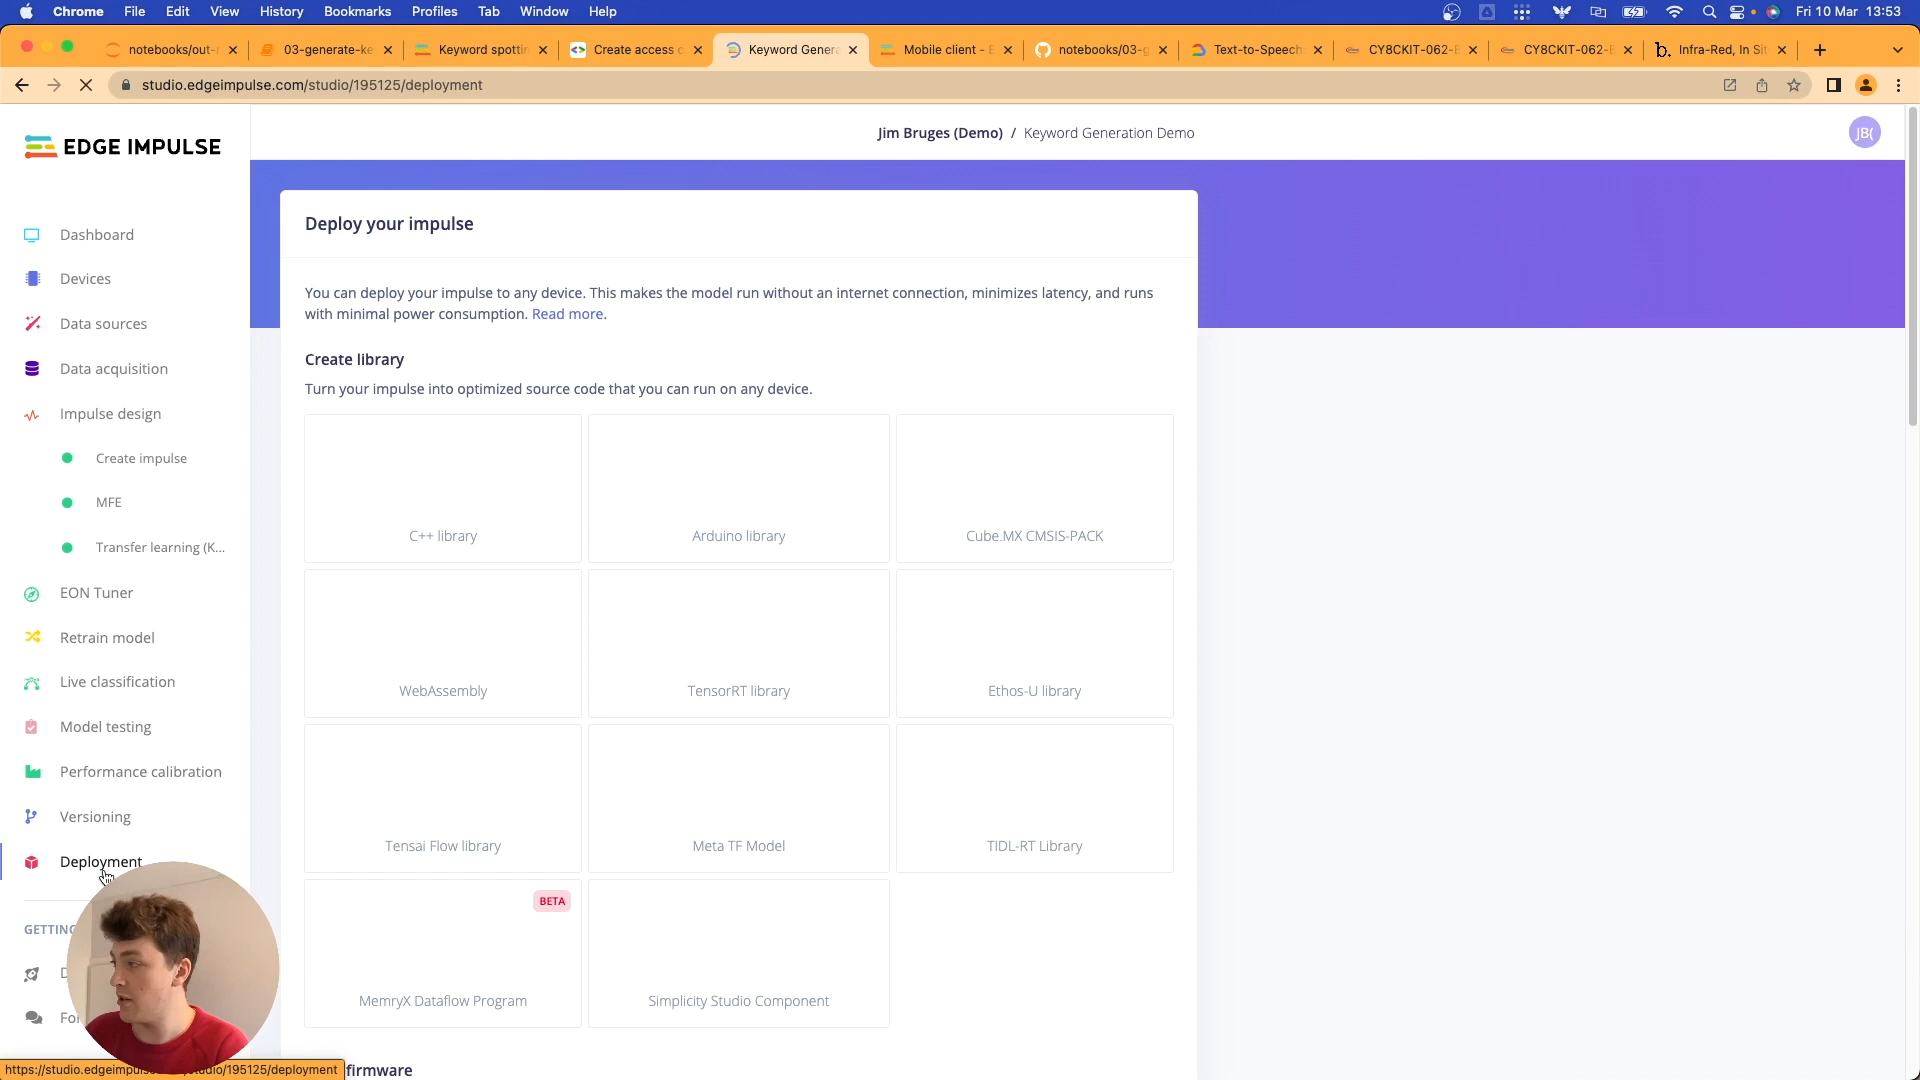 Chrome File Edit View History Bookmarks Profiles Tab Window Help Fri 10 Mar 13:53
notebooks/out- 03-generate-ke Keyword spotti Create access Keyword Genera Mobile client - notebooks/03-g Text-to-Speech CY8CKIT-062- CY8CKIT-062- b. Infra-Red, In Sit
studio.edgeimpulse.com/studio/195125/deployment
EDGE IMPULSE
Jim Bruges (Demo) / Keyword Generation Demo
JB(
Dashboard
Devices
Data sources
Data acquisition
Impulse design
Create impulse
MFE
Transfer learning (K...
EON Tuner
Retrain model
Live classification
Model testing
Performance calibration
Versioning
Deployment
Deploy your impulse
You can deploy your impulse to any device. This makes the model run without an internet connection, minimizes latency, and runs
with minimal power consumption. Read more.
Create library
Turn your impulse into optimized source code that you can run on any device.
C++ library
Arduino library
Cube.MX CMSIS-PACK
WebAssembly
TensorRT library
Ethos-U library
Tensai Flow library
Meta TF Model
TIDL-RT Library
BETA
MemryX Dataflow Program
Simplicity Studio Component
firmware